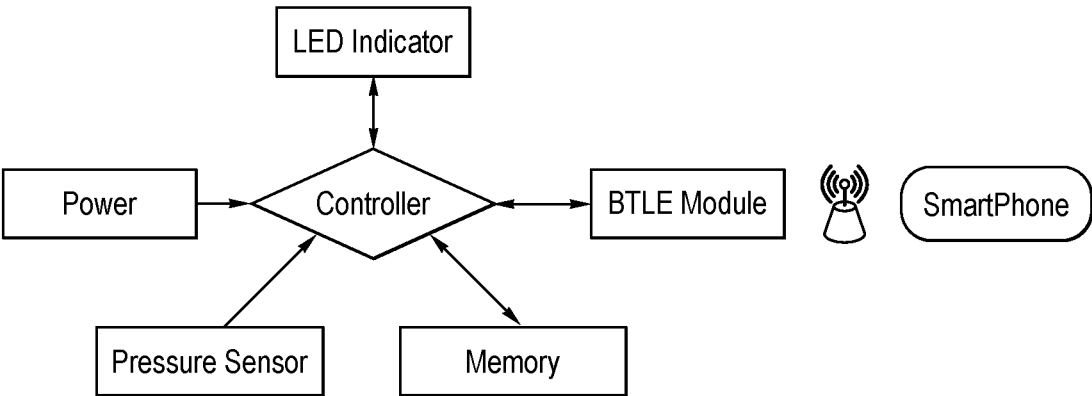 LED Indicator
Power
Controller
BTLE Module
SmartPhone
Pressure Sensor
Memory